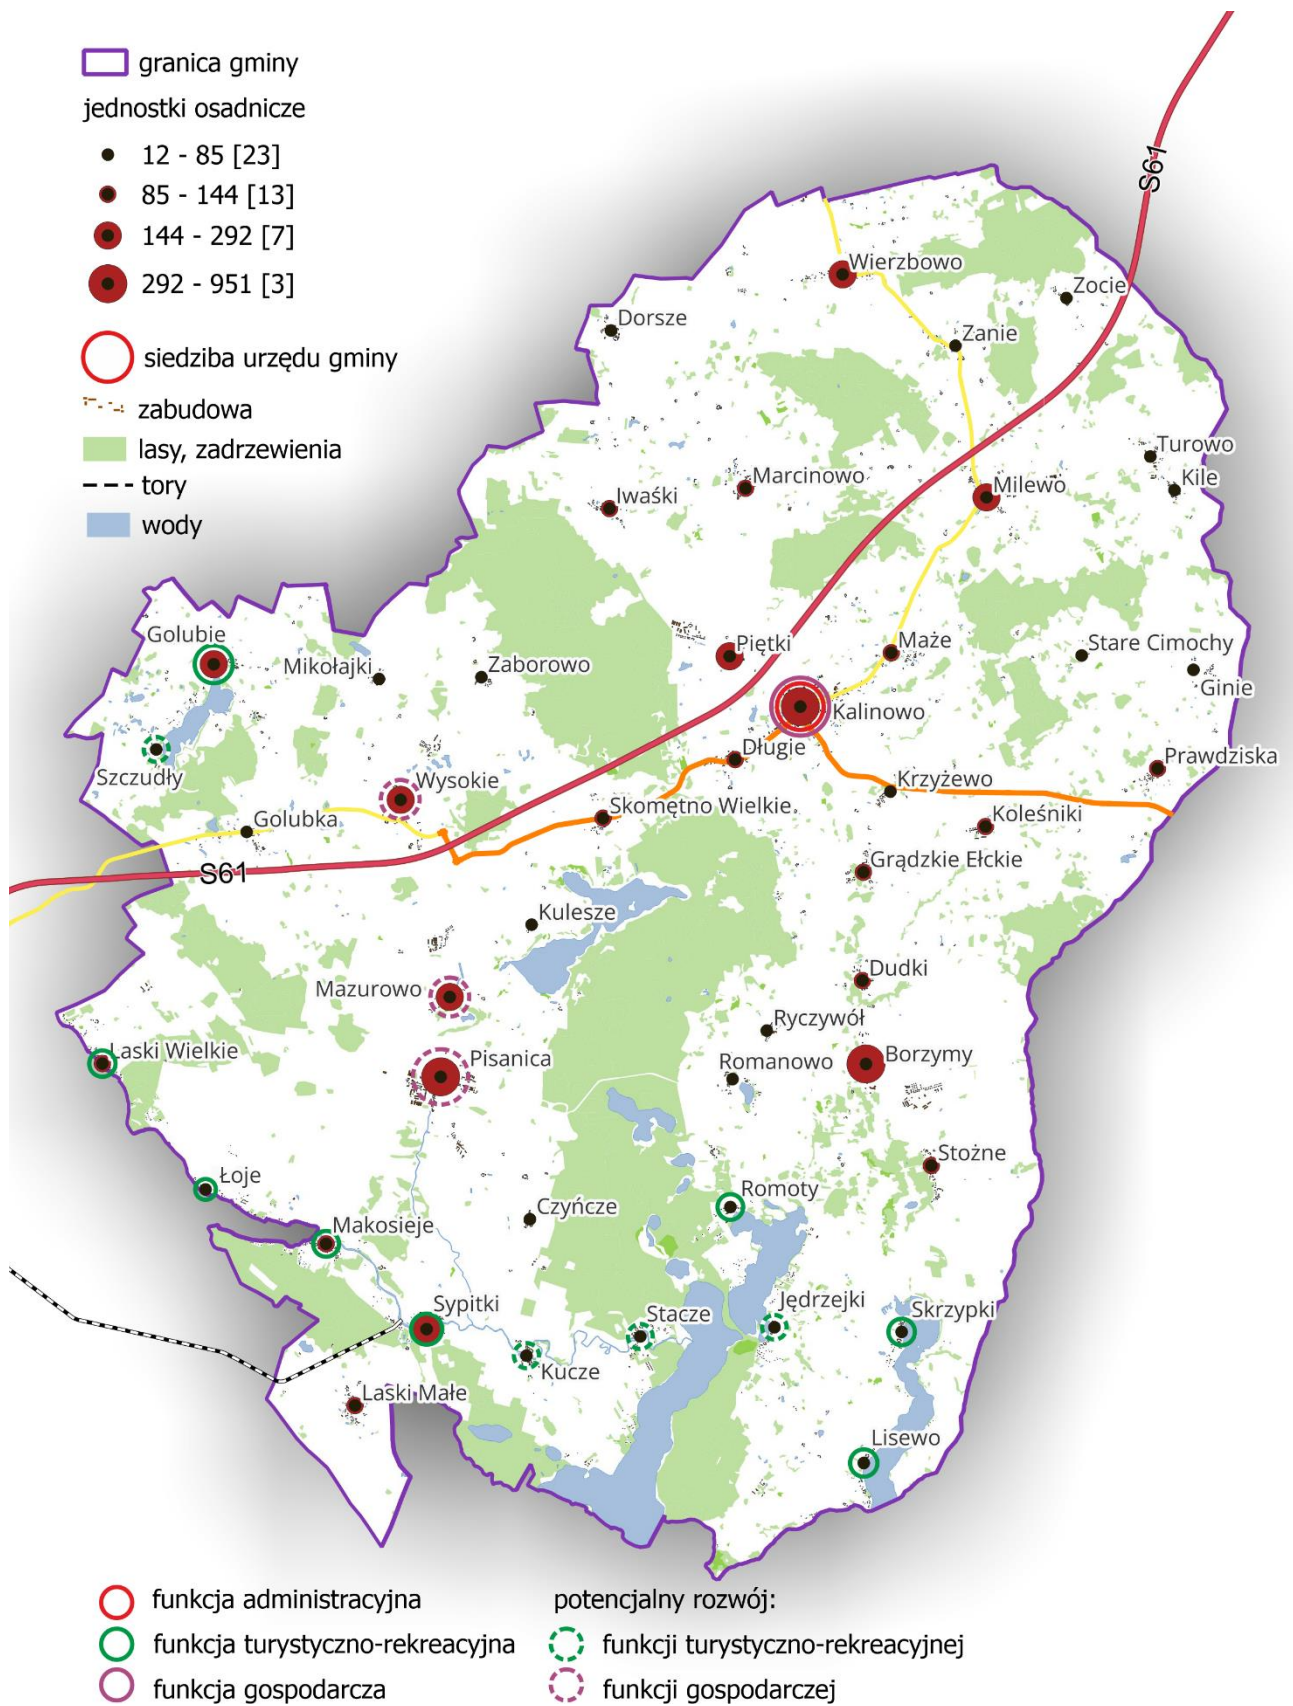 granica gminy
jednostki osadnicze
12 - 85 [23]
85 - 144 [13]
144 - 292 [7]
292 - 951 [3]
siedziba urzędu gminy
zabudowa
lasy, zadrzewienia
tory
wody
S61
Wierzbowo
Zocie
Dorsze
Zanie
Turowo
Marcinowo
Milewo
Kile
Iwaśki
Golubie
Piętki
Maże
Stare Cimochy
Mikołajki
Zaborowo
Ginie
Kalinowo
Szczudły
Długie
Prawdziska
Wysokie
Krzyżewo
Skomętno Wielkie
Golubka
Koleśniki
Grądzkie Ełckie
S61
Kulesze
Dudki
Mazurowo
Ryczywół
Laski Wielkie
Pisanica
Romanowo
Borzymy
Stożne
Łoje
Romoty
Czyńcze
Makosieje
Sypitki
Stacze
Jędrzejki
Skrzypki
Kucze
Laski Małe
Lisewo
funkcja administracyjna
funkcja turystyczno-rekreacyjna
funkcja gospodarcza
potencjalny rozwój:
funkcji turystyczno-rekreacyjnej
funkcji gospodarczej